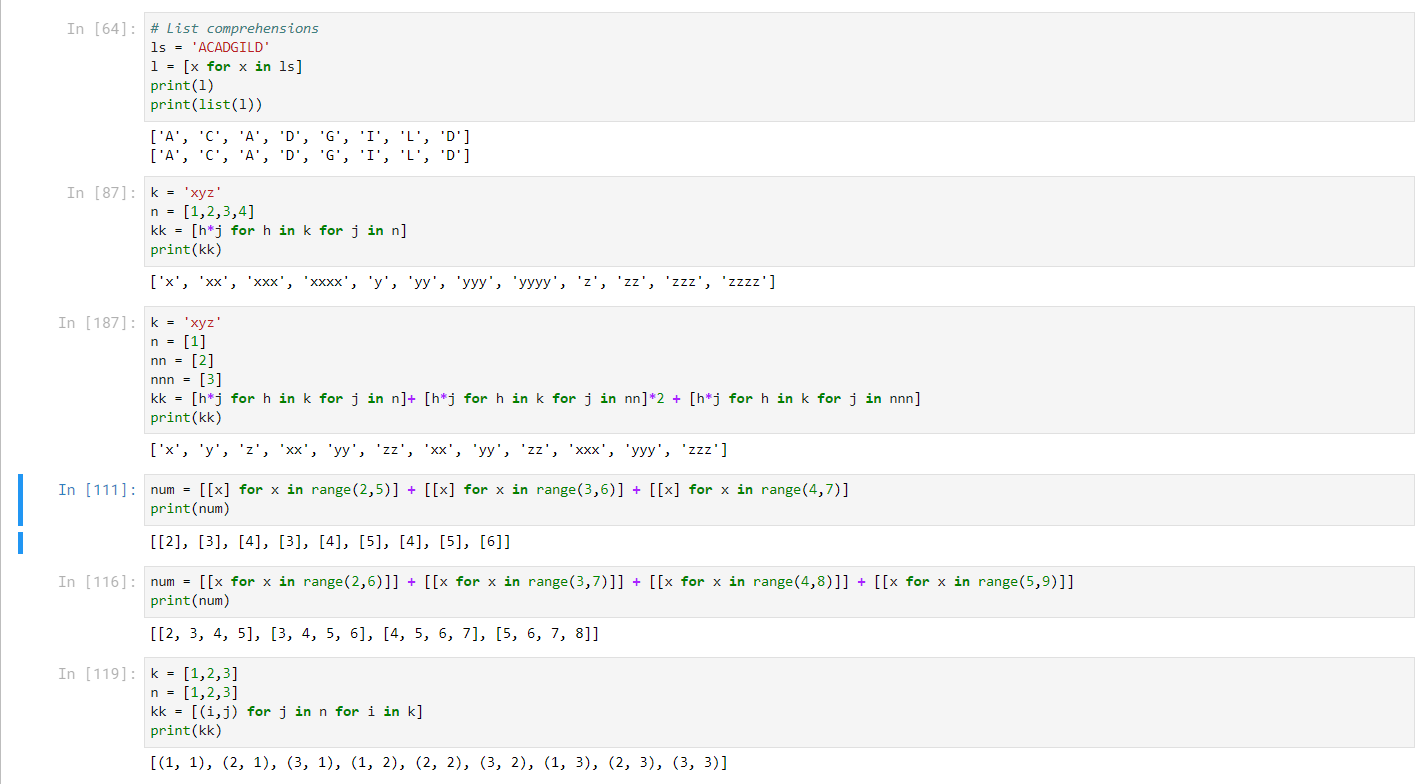 In [64]: # List comprehensions
ls = 'ACADGILD'
l = [x for x in ls]
print(l)
print(list(l))
['A', 'C', 'A', 'D', 'G', 'I', 'L', 'D']
['A', 'C', 'A', 'D', 'G', 'I', 'L', 'D']
In [87]: k = 'xyz'
n = [1,2,3,4]
kk = [h*j for h in k for j in n]
print(kk)
['x', 'xx', 'xxx', 'xxxx', 'y', 'yy', 'yyy', 'yyyy', 'z', 'zz', 'zzz', 'zzzz']
In [187]: k = 'xyz'
n = [1]
nn = [2]
nnn = [3]
kk = [h*j for h in k for j in n]+ [h*j for h in k for j in nn]*2 + [h*j for h in k for j in nnn]
print(kk)
['x', 'y', 'z', 'xx', 'yy', 'zz', 'xx', 'yy', 'zz', 'xxx', 'yyy', 'zzz']
In [111]: num = [[x] for x in range(2,5)] + [[x] for x in range(3,6)] + [[x] for x in range(4,7)]
print(num)
[[2], [3], [4], [3], [4], [5], [4], [5], [6]]
In [116]: num = [[x for x in range(2,6)]] + [[x for x in range(3,7)]] + [[x for x in range(4,8)]] + [[x for x in range(5,9)]]
print(num)
[[2, 3, 4, 5], [3, 4, 5, 6], [4, 5, 6, 7], [5, 6, 7, 8]]
In [119]: k = [1,2,3]
n = [1,2,3]
kk = [(i,j) for j in n for i in k]
print(kk)
[(1, 1), (2, 1), (3, 1), (1, 2), (2, 2), (3, 2), (1, 3), (2, 3), (3, 3)]